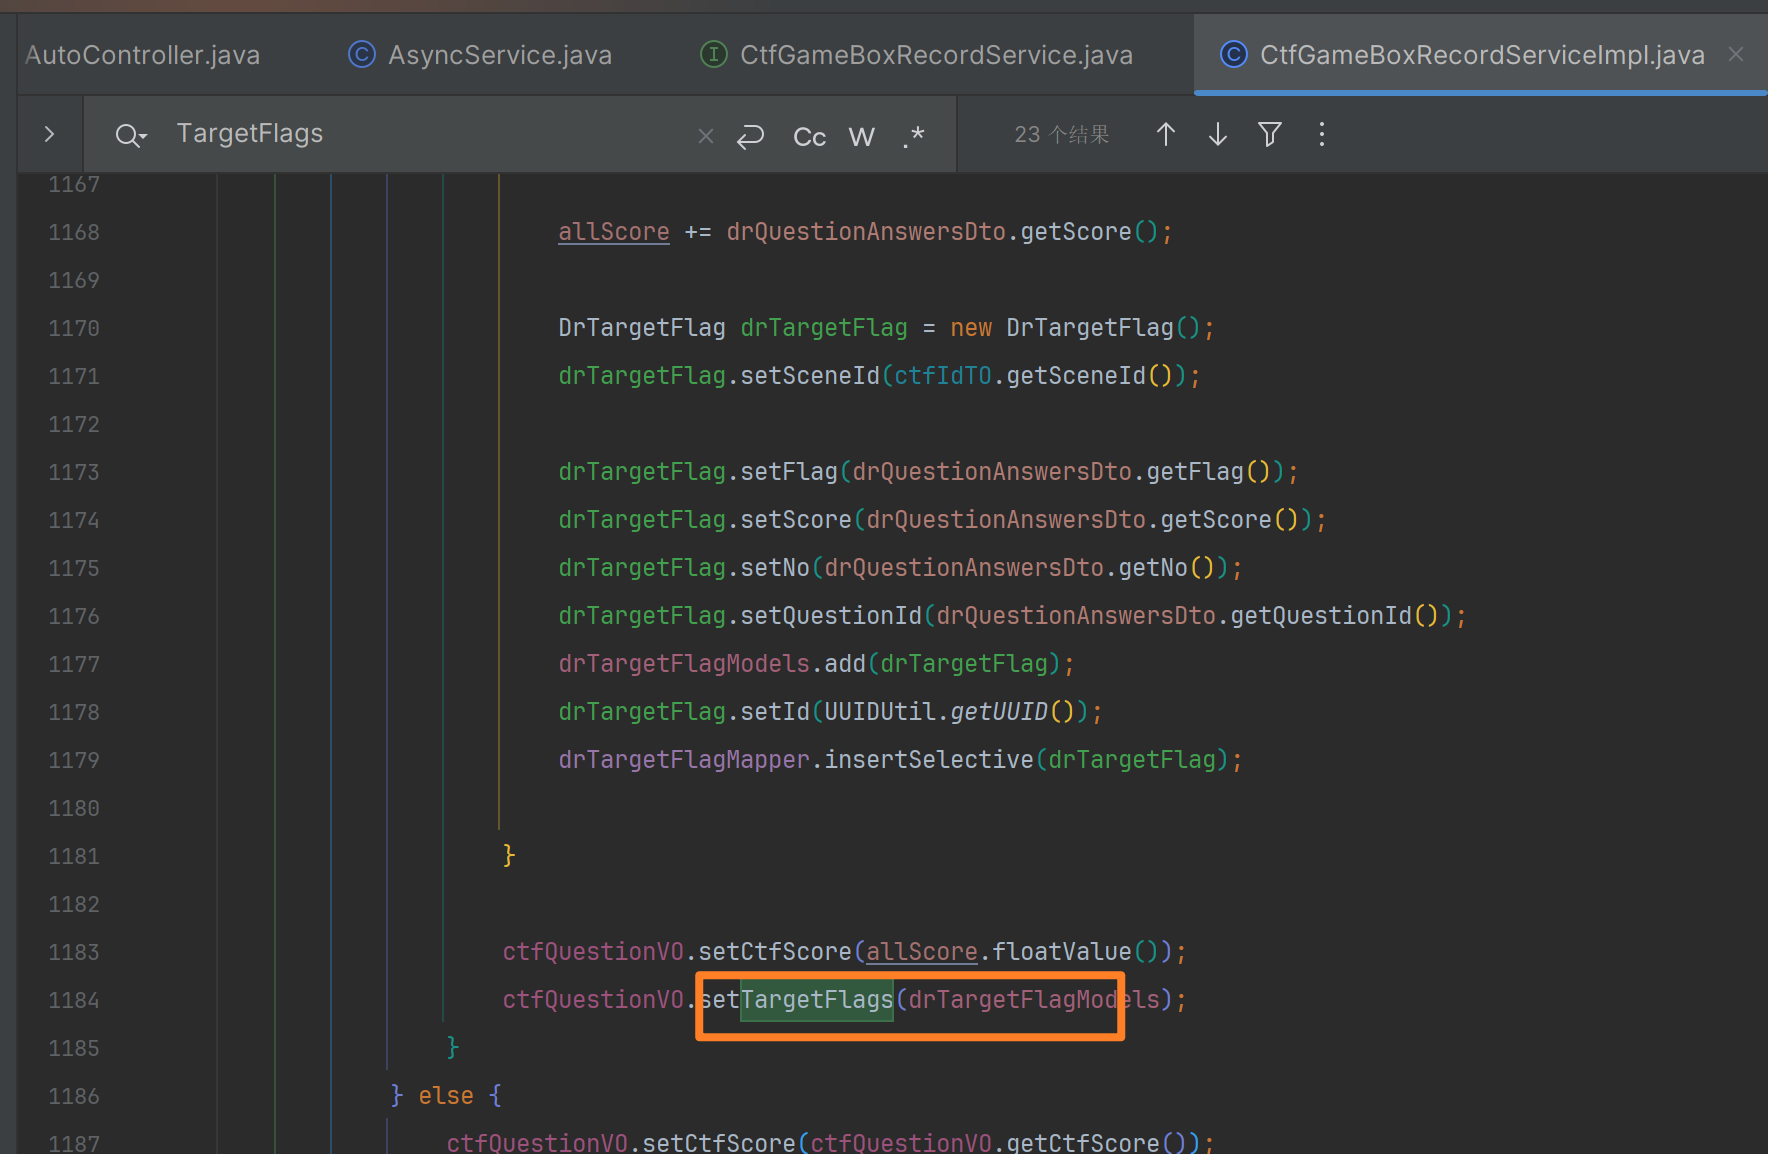 AutoController.java
AsyncService.java
CtfGameBoxRecordService.java
CtfGameBoxRecordServiceImpl.java
TargetFlags
Cc W .*
23 个结果
1167
1168 allScore += drQuestionAnswersDto.getScore();
1169
1170 DrTargetFlag drTargetFlag = new DrTargetFlag();
1171 drTargetFlag.setSceneId(ctfIdTO.getSceneId());
1172
1173 drTargetFlag.setFlag(drQuestionAnswersDto.getFlag());
1174 drTargetFlag.setScore(drQuestionAnswersDto.getScore());
1175 drTargetFlag.setNo(drQuestionAnswersDto.getNo());
1176 drTargetFlag.setQuestionId(drQuestionAnswersDto.getQuestionId());
1177 drTargetFlagModels.add(drTargetFlag);
1178 drTargetFlag.setId(UUIDUtil.getUUID());
1179 drTargetFlagMapper.insertSelective(drTargetFlag);
1180
1181 }
1182
1183 ctfQuestionVO.setCtfScore(allScore.floatValue());
1184 ctfQuestionVO.setTargetFlags(drTargetFlagModels);
1185 }
1186 } else {
1187 ctfQuestionVO.setCtfScore(ctfQuestionVO.getCtfScore());